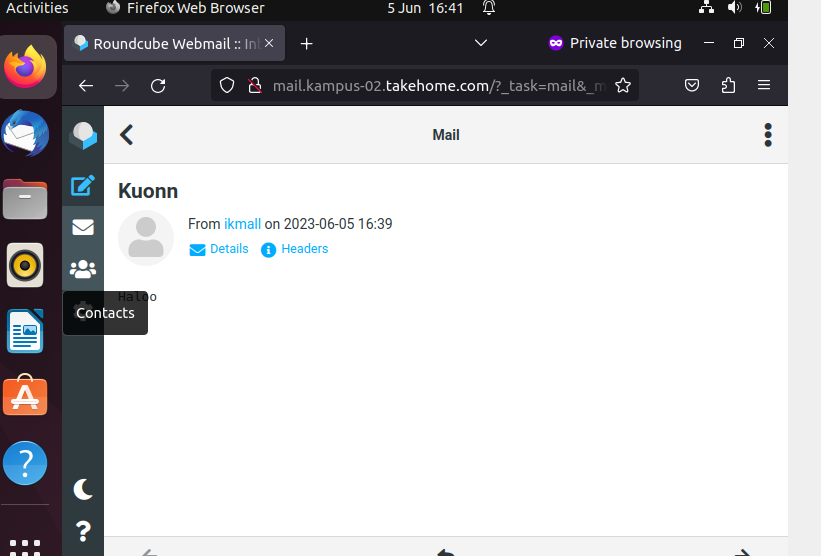 Activities Firefox Web Browser 5 Jun 16:41
Roundcube Webmail :: In
Private browsing
mail.kampus-02.takehome.com/?_task=mail&_m
Mail
Kuonn
From ikmall on 2023-06-05 16:39
Details Headers
Haloo
Contacts